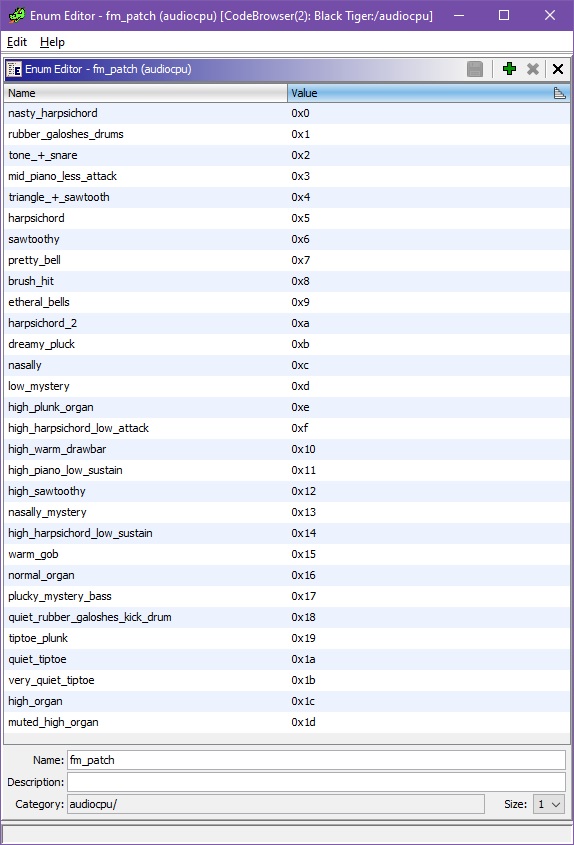 Enum Editor - fm_patch (audiocpu) [CodeBrowser(2): Black Tiger:/audiocpu]
Edit Help
Enum Editor - fm_patch (audiocpu)
Name Value
nasty_harpsichord 0x0
rubber_galoshes_drums 0x1
tone_+_snare 0x2
mid_piano_less_attack 0x3
triangle_+_sawtooth 0x4
harpsichord 0x5
sawtoothy 0x6
pretty_bell 0x7
brush_hit 0x8
etheral_bells 0x9
harpsichord_2 0xa
dreamy_pluck 0xb
nasally 0xc
low_mystery 0xd
high_plunk_organ 0xe
high_harpsichord_low_attack 0xf
high_warm_drawbar 0x10
high_piano_low_sustain 0x11
high_sawtoothy 0x12
nasally_mystery 0x13
high_harpsichord_low_sustain 0x14
warm_gob 0x15
normal_organ 0x16
plucky_mystery_bass 0x17
quiet_rubber_galoshes_kick_drum 0x18
tiptoe_plunk 0x19
quiet_tiptoe 0x1a
very_quiet_tiptoe 0x1b
high_organ 0x1c
muted_high_organ 0x1d
Name: fm_patch
Description:
Category: audiocpu/ Size: 1